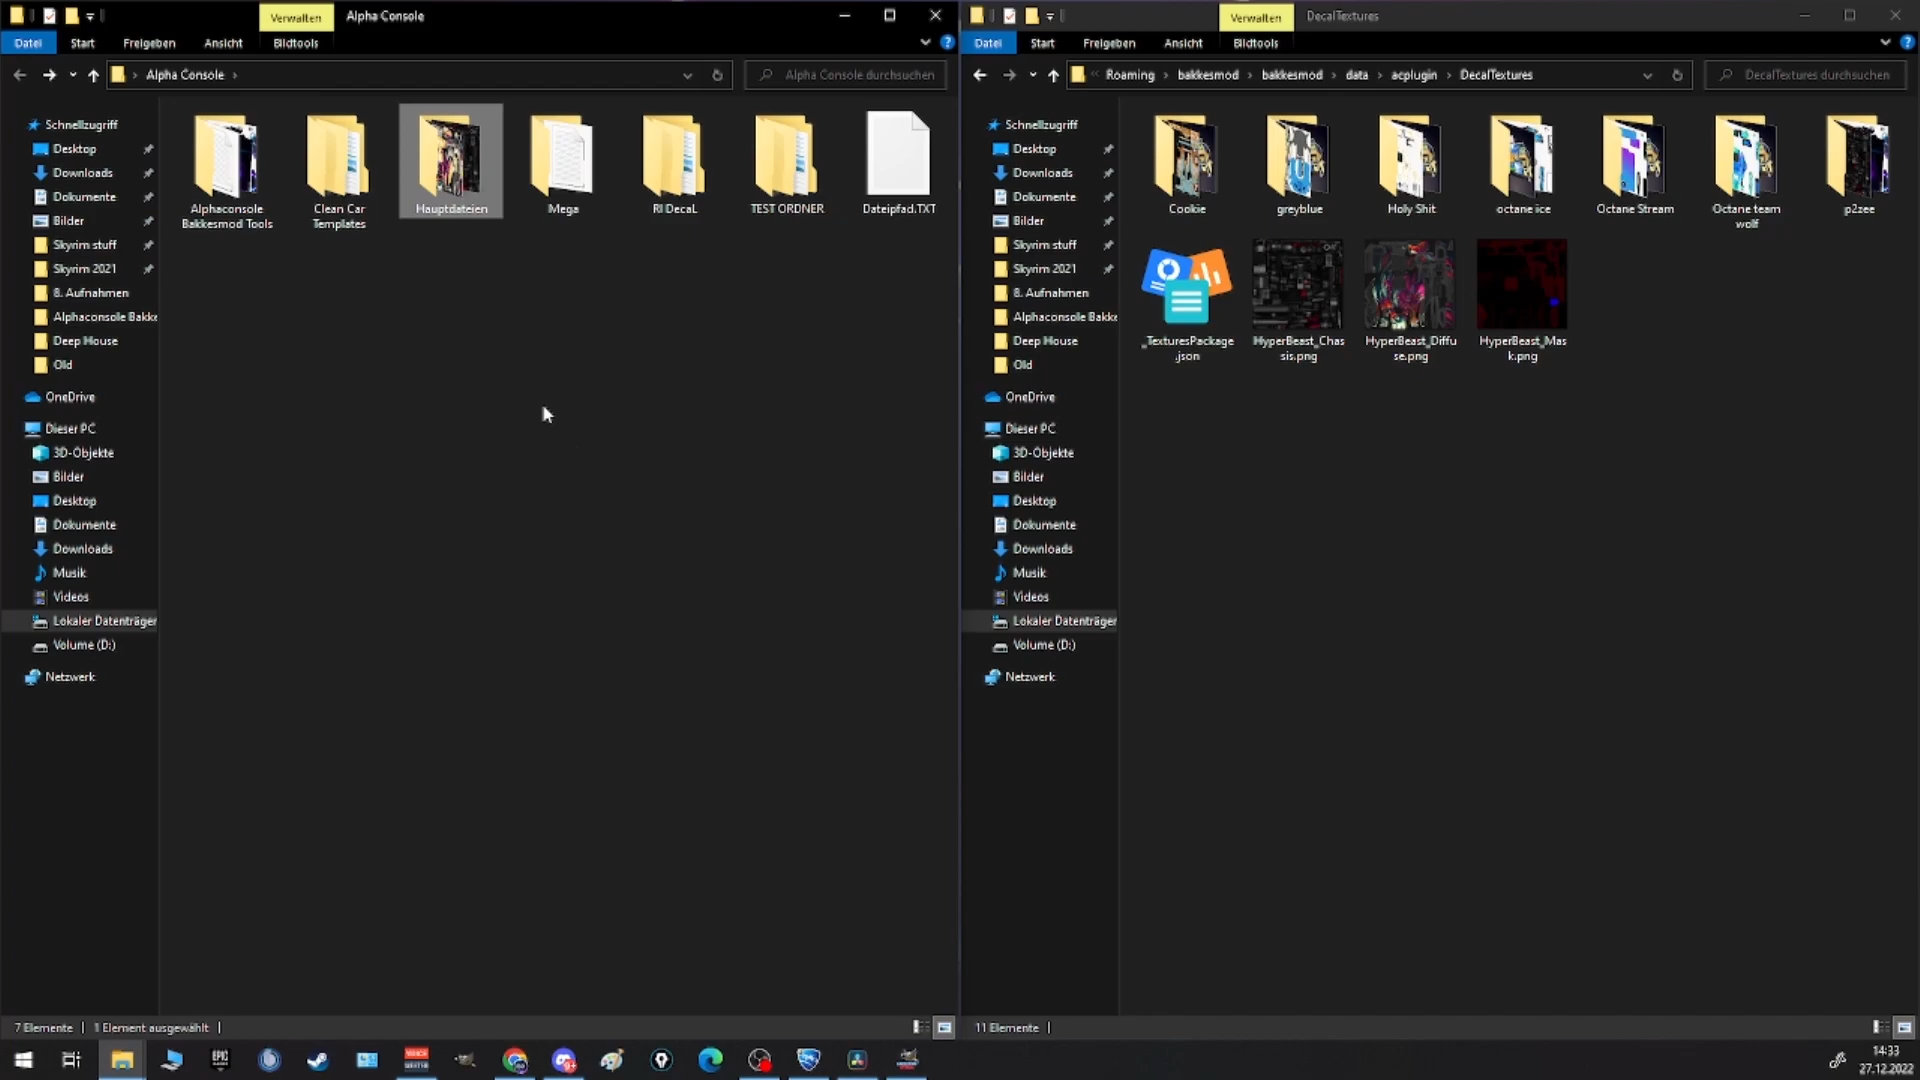 Verwalten
Alpha Console
Datei
Start
Freigeben
Ansicht
Bildtools
Alpha Console
Alpha Console durchsuchen
Schnellzugriff
Desktop
Downloads
Dokumente
Bilder
Skyrim stuff
Skyrim 2021
8. Aufnahmen
Alphaconsole Bakke
Deep House
Old
OneDrive
Dieser PC
3D-Objekte
Bilder
Desktop
Dokumente
Downloads
Musik
Videos
Lokaler Datenträger
Volume (D:)
Netzwerk
Alphaconsole
Bakkesmod Tools
Clean Car
Templates
Hauptdateien
Mega
Rl DecaL
TEST ORDNER
Dateipfad.TXT
7 Elemente
1 Element ausgewählt
Verwalten
DecalTextures
Datei
Start
Freigeben
Ansicht
Bildtools
Roaming
bakkesmod
bakkesmod
data
acplugin
DecalTextures
DecalTextures durchsuchen
Schnellzugriff
Desktop
Downloads
Dokumente
Bilder
Skyrim stuff
Skyrim 2021
8. Aufnahmen
Alphaconsole Bakke
Deep House
Old
OneDrive
Dieser PC
3D-Objekte
Bilder
Desktop
Dokumente
Downloads
Musik
Videos
Lokaler Datenträger
Volume (D:)
Netzwerk
Cookie
greyblue
Holy Shit
octane ice
Octane Stream
Octane team
wolf
p2zee
_TexturesPackage
.json
HyperBeast_Chas
sis.png
HyperBeast_Diffu
se.png
HyperBeast_Mas
k.png
11 Elemente
EPIC
14:33
27.12.2022